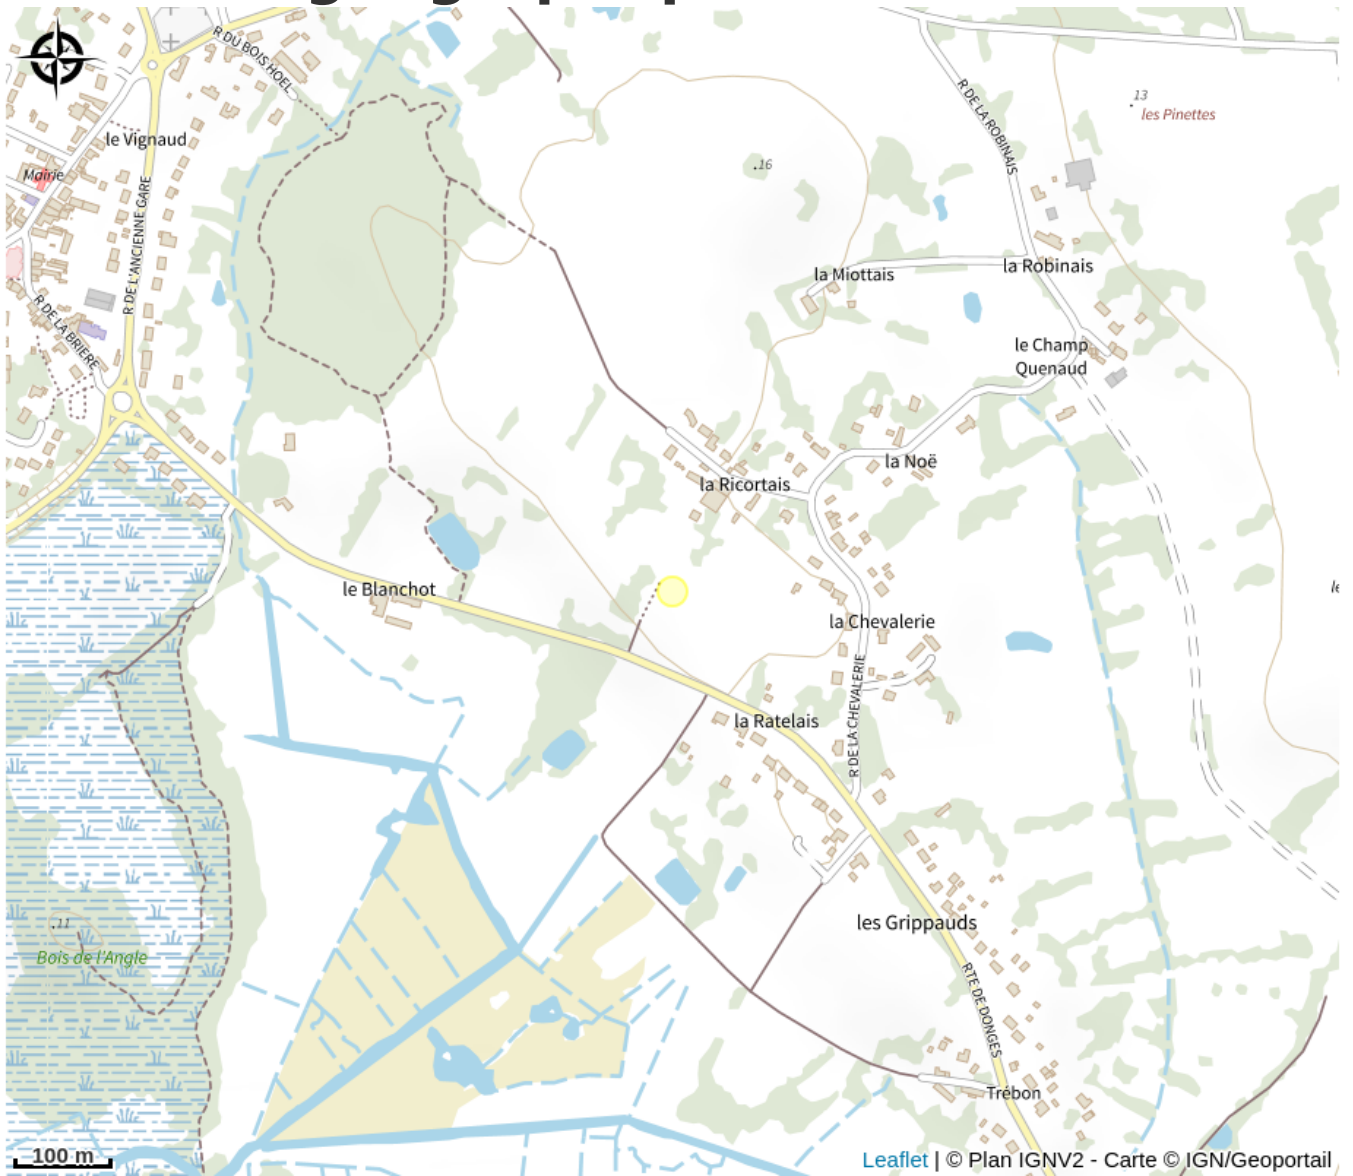 R DU BOIS HOEL
le Vignaud
Mairie
R DE L'ANCIENNE GARE
R DE LA BRIERE
13
les Pinettes
R DE LA ROBINAIS
16
la Miottais
la Robinais
le Champ
Quenaud
la Noë
la Ricortais
le Blanchot
la Chevalerie
R DE LA CHEVALERIE
la Ratelais
11
Bois de l'Angle
les Grippauds
RTE DE DONGES
Trébon
100 m
Leaflet | © Plan IGNV2 - Carte © IGN/Geoportail